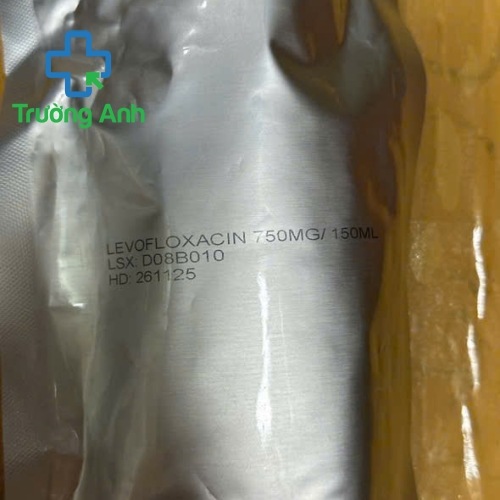 Trường Anh
LEVOFLOXACIN 750MG/ 150ML
LSX: D08B010
HD: 261125